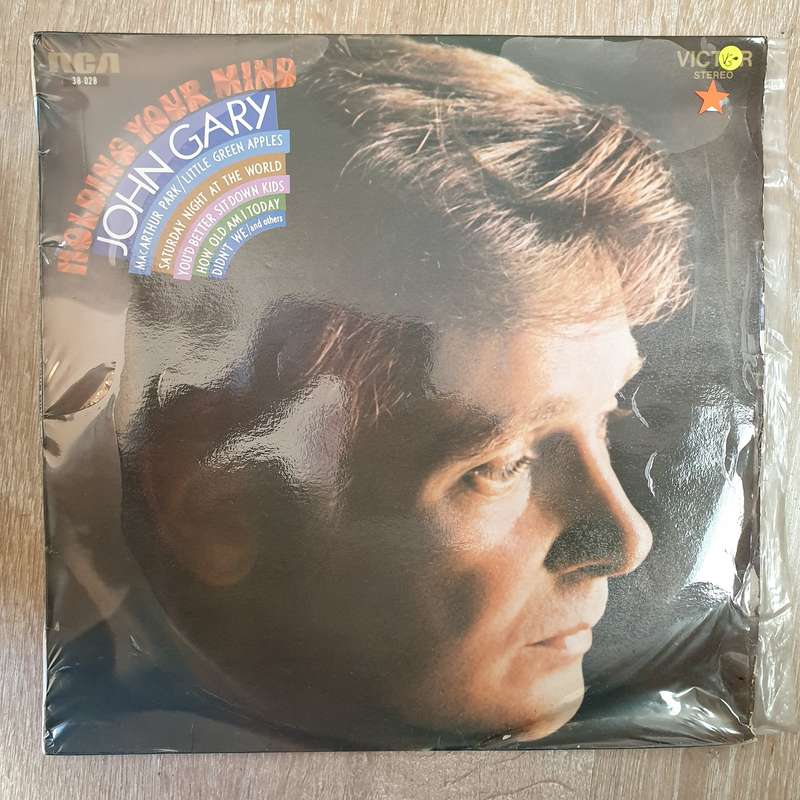 RCA
38-028
VICTOR
STEREO
VS
HOLDING YOUR MIND
JOHN GARY
MACARTHUR PARK/LITTLE GREEN APPLES
SATURDAY NIGHT AT THE WORLD
YOU'D BETTER SIT DOWN KIDS
HOW OLD AM I TODAY
DIDN'T WE/and others